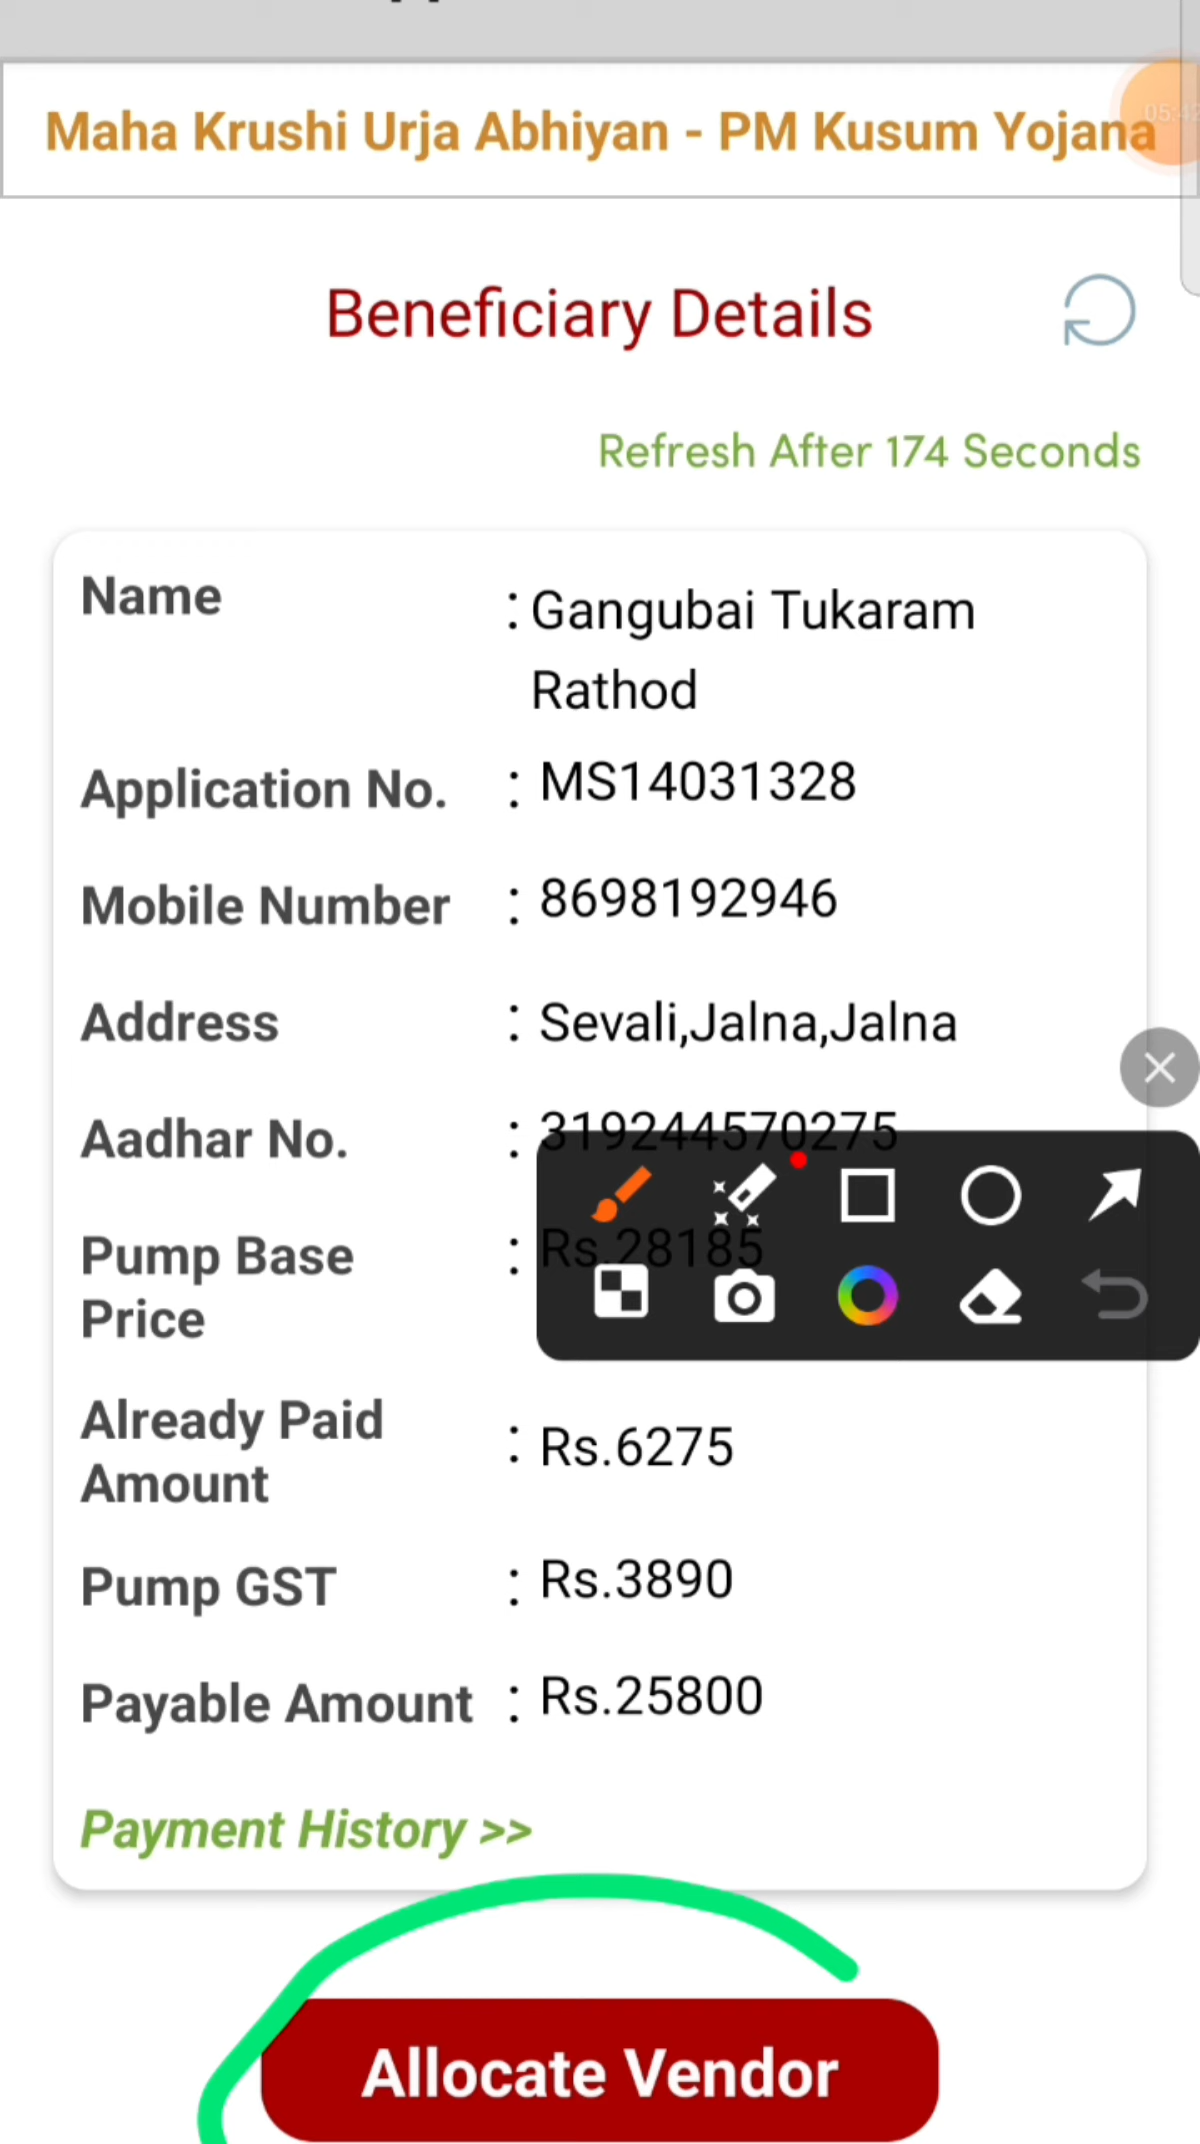 Maha Krushi Urja Abhiyan - PM Kusum Yojana
Beneficiary Details
Refresh After 174 Seconds
Name : Gangubai Tukaram
Rathod
Application No. : MS14031328
Mobile Number : 8698192946
Address : Sevali,Jalna,Jalna
Aadhar No. : 319244570275
Pump Base : Rs.28185
Price
Already Paid
Amount : Rs.6275
Pump GST : Rs.3890
Payable Amount : Rs.25800
Payment History >>
Allocate Vendor